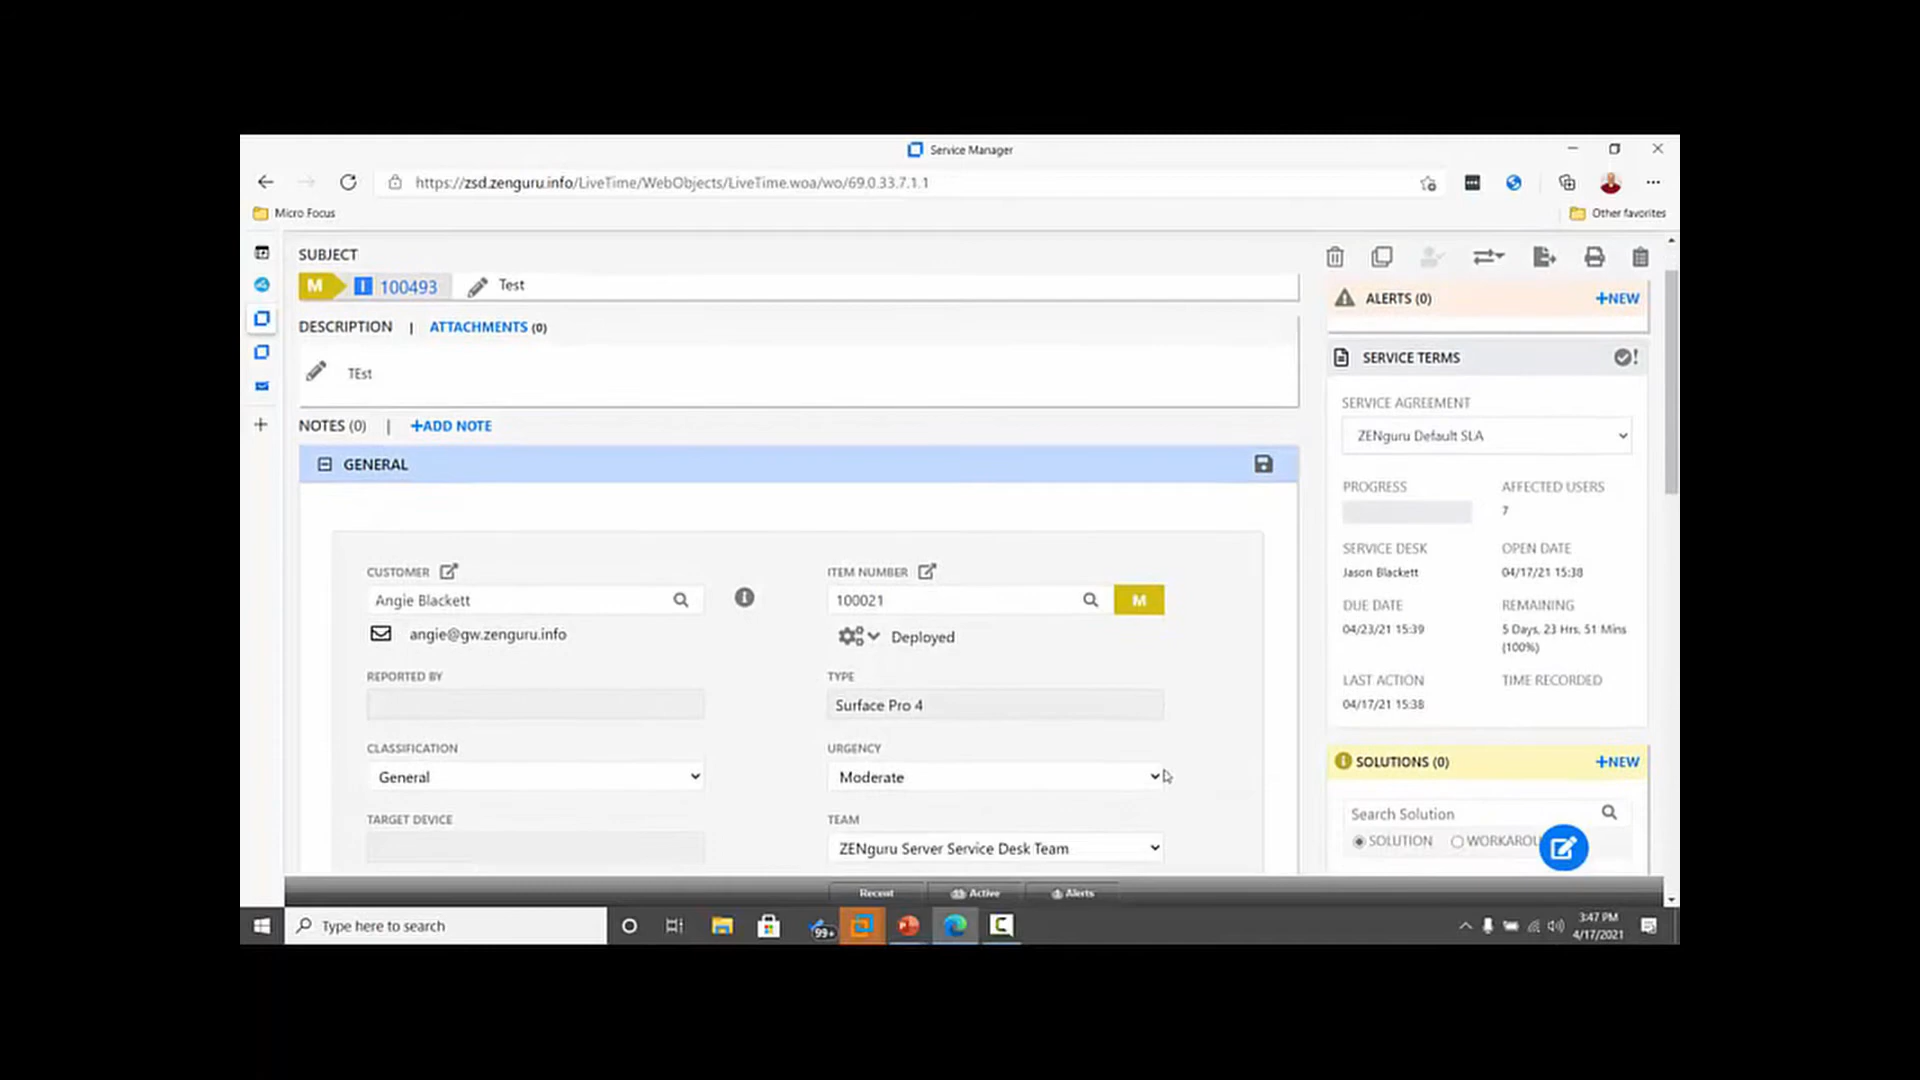 Service Manager
https://zsd.zenguru.info/LiveTime/WebObjects/LiveTime.woa/wo/69.0.33.7.1.1
Micro Focus
Other favorites
SUBJECT
M I 100493 Test
ALERTS (0) +NEW
DESCRIPTION | ATTACHMENTS (0)
TEst
SERVICE TERMS
SERVICE AGREEMENT
ZENguru Default SLA
NOTES (0) | +ADD NOTE
GENERAL
PROGRESS AFFECTED USERS
7
CUSTOMER ITEM NUMBER
Angie Blackett 100021 M
angie@gw.zenguru.info Deployed
SERVICE DESK OPEN DATE
Jason Blackett 04/17/21 15:38
DUE DATE REMAINING
04/23/21 15:39 5 Days, 23 Hrs, 51 Mins
(100%)
REPORTED BY TYPE
Surface Pro 4
LAST ACTION TIME RECORDED
04/17/21 15:38
CLASSIFICATION URGENCY
General Moderate
SOLUTIONS (0) +NEW
Search Solution
SOLUTION WORKAROU
TARGET DEVICE TEAM
ZENguru Server Service Desk Team
Recent Active Alerts
Type here to search
99+
3:47 PM
4/17/2021